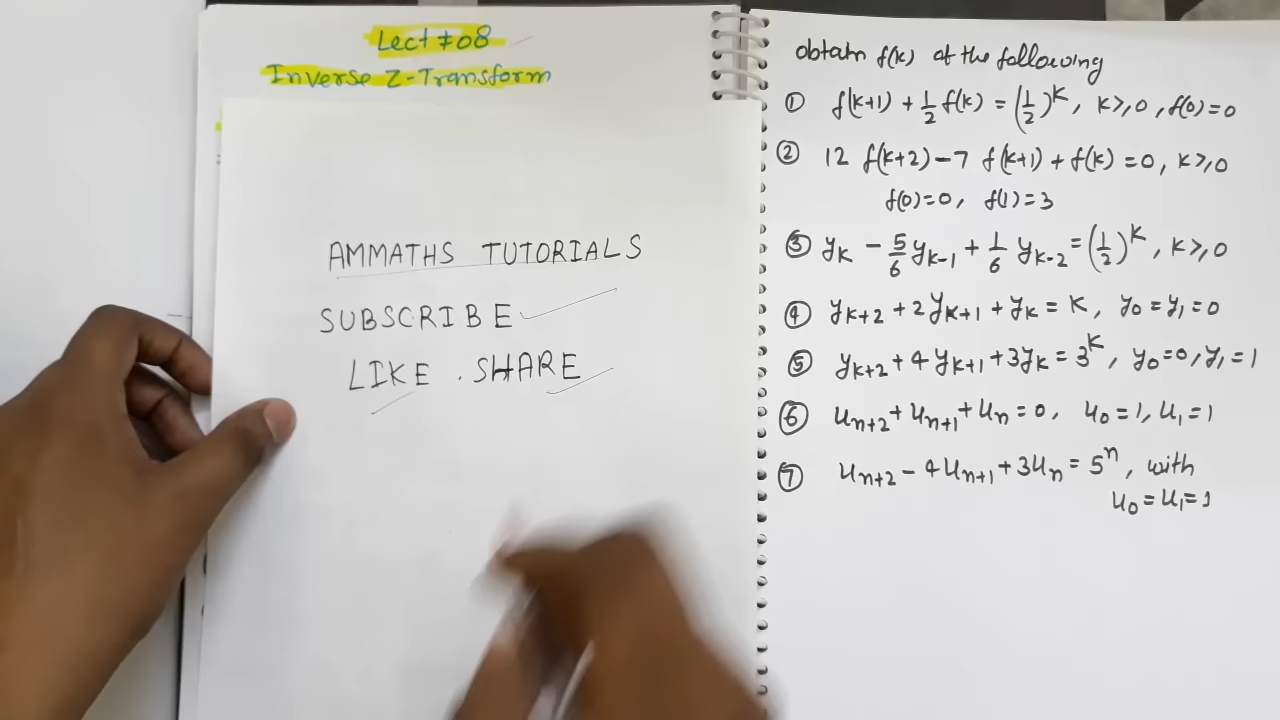 Lect #08
Inverse Z-Transform
AMMATHS TUTORIALS
SUBSCRIBE
LIKE . SHARE
obtain f(k) of the following
① f(k+1) + 1/2 f(k) = (1/2)^k, k≥0, f(0)=0
② 12 f(k+2) - 7 f(k+1) + f(k) = 0, k≥0
f(0)=0, f(1)=3
③ y_k - 5/6 y_{k-1} + 1/6 y_{k-2} = (1/2)^k, k≥0
④ y_{k+2} + 2y_{k+1} + y_k = k, y_0 = y_1 = 0
⑤ y_{k+2} + 4y_{k+1} + 3y_k = 3^k, y_0=0, y_1=1
⑥ u_{n+2} + u_{n+1} + u_n = 0, u_0=1, u_1=1
⑦ u_{n+2} - 4u_{n+1} + 3u_n = 5^n, with
u_0 = u_1 = 1